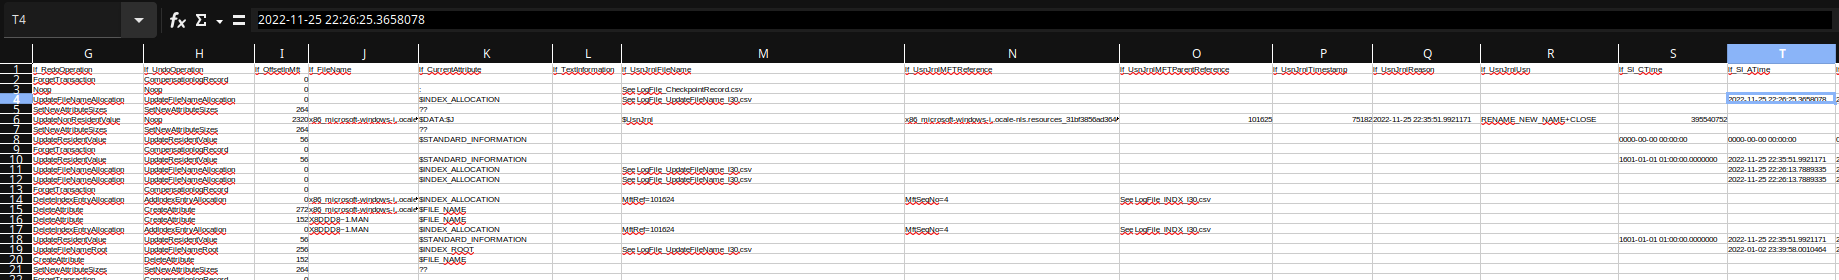 T4 fx Σ = 2022-11-25 22:26:25.3658078
G H I J K L M N O P Q R S T
1 lf_RedoOperation lf_UndoOperation lf_OffsetInMft lf_FileName lf_CurrentAttribute lf_TextInformation lf_UsnJrnlFileName lf_UsnJrnlMFTReference lf_UsnJrnlMFTParentReference lf_UsnJrnlTimestamp lf_UsnJrnlReason lf_UsnJrnlUsn lf_SI_CTime lf_SI_ATime
2 ForgetTransaction CompensationlogRecord 0
3 Noop Noop 0 : See LogFile_CheckpointRecord.csv
4 UpdateFileNameAllocation UpdateFileNameAllocation 0 $INDEX_ALLOCATION See LogFile_UpdateFileName_I30.csv 2022-11-25 22:26:25.3658078
5 SetNewAttributeSizes SetNewAttributeSizes 264 ??
6 UpdateNonResidentValue Noop 2320 x86_microsoft-windows-i..ocale $DATA:$J $UsnJrnl x86_microsoft-windows-i..ocale-nls.resources_31bf3856ad364 101625 75182 2022-11-25 22:35:51.9921171 RENAME_NEW_NAME+CLOSE 395540752
7 SetNewAttributeSizes SetNewAttributeSizes 264 ??
8 UpdateResidentValue UpdateResidentValue 56 $STANDARD_INFORMATION 0000-00-00 00:00:00 0000-00-00 00:00:00
9 ForgetTransaction CompensationlogRecord 0
10 UpdateResidentValue UpdateResidentValue 56 $STANDARD_INFORMATION 1601-01-01 01:00:00.0000000 2022-11-25 22:35:51.9921171
11 UpdateFileNameAllocation UpdateFileNameAllocation 0 $INDEX_ALLOCATION See LogFile_UpdateFileName_I30.csv 2022-11-25 22:26:13.7889335
12 UpdateFileNameAllocation UpdateFileNameAllocation 0 $INDEX_ALLOCATION See LogFile_UpdateFileName_I30.csv 2022-11-25 22:26:13.7889335
13 ForgetTransaction CompensationlogRecord 0
14 DeleteIndexEntryAllocation AddIndexEntryAllocation 0 x86_microsoft-windows-i..ocale $INDEX_ALLOCATION MftRef=101624 MftSeqNo=4 See LogFile_INDX_I30.csv
15 DeleteAttribute CreateAttribute 272 x86_microsoft-windows-i..ocale $FILE_NAME
16 DeleteAttribute CreateAttribute 152 X8DDD8~1.MAN $FILE_NAME
17 DeleteIndexEntryAllocation AddIndexEntryAllocation 0 X8DDD8~1.MAN $INDEX_ALLOCATION MftRef=101624 MftSeqNo=4 See LogFile_INDX_I30.csv
18 UpdateResidentValue UpdateResidentValue 56 $STANDARD_INFORMATION 1601-01-01 01:00:00.0000000 2022-11-25 22:35:51.9921171
19 UpdateFileNameRoot UpdateFileNameRoot 256 $INDEX_ROOT See LogFile_UpdateFileName_I30.csv 2022-01-02 23:39:58.0010464
20 CreateAttribute DeleteAttribute 152 $FILE_NAME
21 SetNewAttributeSizes SetNewAttributeSizes 264 ??
22 ForgetTransaction CompensationlogRecord 0